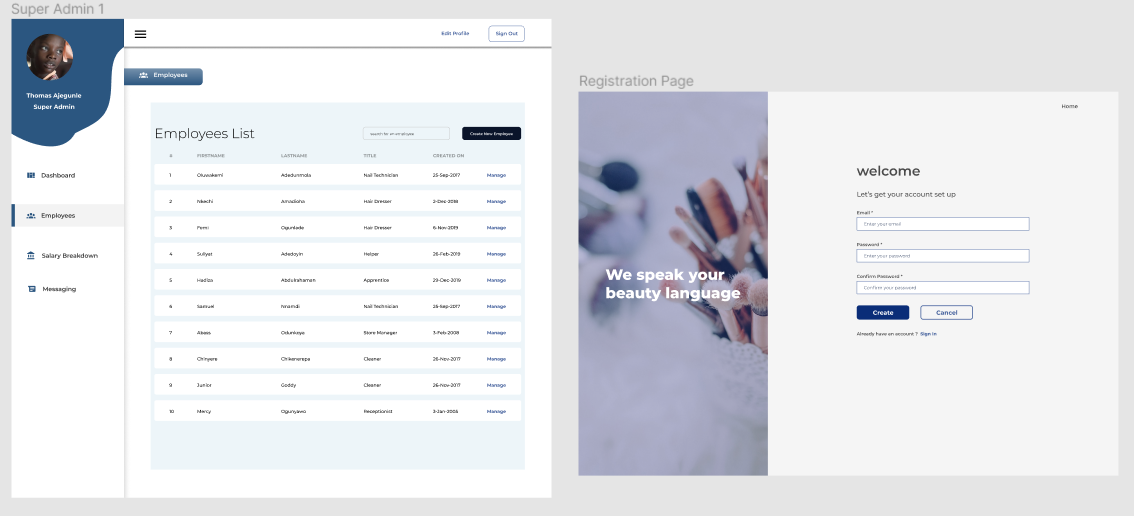 Super Admin 1
Edit Profile
Sign Out
Thomas Ajegunle
Super Admin
Employees
Dashboard
Employees
Salary Breakdown
Messaging
Employees List
search for an employee
Create New Employee
# FIRSTNAME LASTNAME TITLE CREATED ON
1 Oluwakemi Adedunmola Nail Technician 25-Sep-2017 Manage
2 Nkechi Amadioha Hair Dresser 2-Dec-2018 Manage
3 Femi Ogunlade Hair Dresser 6-Nov-2019 Manage
4 Suliyat Adedoyin Helper 26-Feb-2019 Manage
5 Hadiza Abdulrahaman Apprentice 23-Dec-2019 Manage
6 Samuel Nnamdi Nail Technician 25-Sep-2017 Manage
7 Abass Odunloye Store Manager 3-Feb-2008 Manage
8 Chinyere Chikenerepa Cleaner 26-Nov-2017 Manage
9 Junior Goddy Cleaner 26-Nov-2017 Manage
10 Mercy Ogunyawo Receptionist 3-Jan-2005 Manage
Registration Page
Home
We speak your
beauty language
welcome
Let's get your account set up
Email *
Enter your email
Password *
Enter your password
Confirm Password *
Confirm your password
Create
Cancel
Already have an account ? Sign in